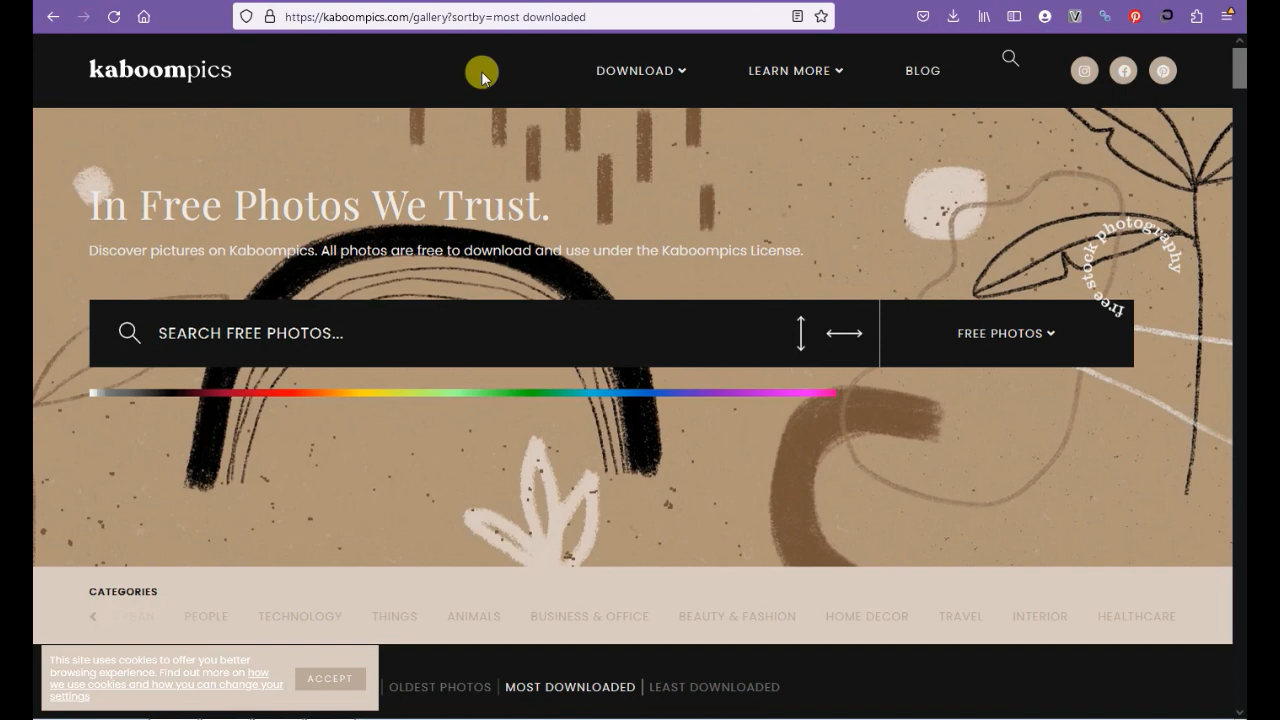 https://kaboompics.com/gallery?sortby=most downloaded
kaboompics
DOWNLOAD
LEARN MORE
BLOG
In Free Photos We Trust.
Discover pictures on Kaboompics. All photos are free to download and use under the Kaboompics License.
free stock photography
SEARCH FREE PHOTOS...
FREE PHOTOS
CATEGORIES
PEOPLE TECHNOLOGY THINGS ANIMALS BUSINESS & OFFICE BEAUTY & FASHION HOME DECOR TRAVEL INTERIOR HEALTHCARE
This site uses cookies to offer you better
browsing experience. Find out more on how
we use cookies and how you can change your
settings
ACCEPT
OLDEST PHOTOS MOST DOWNLOADED LEAST DOWNLOADED